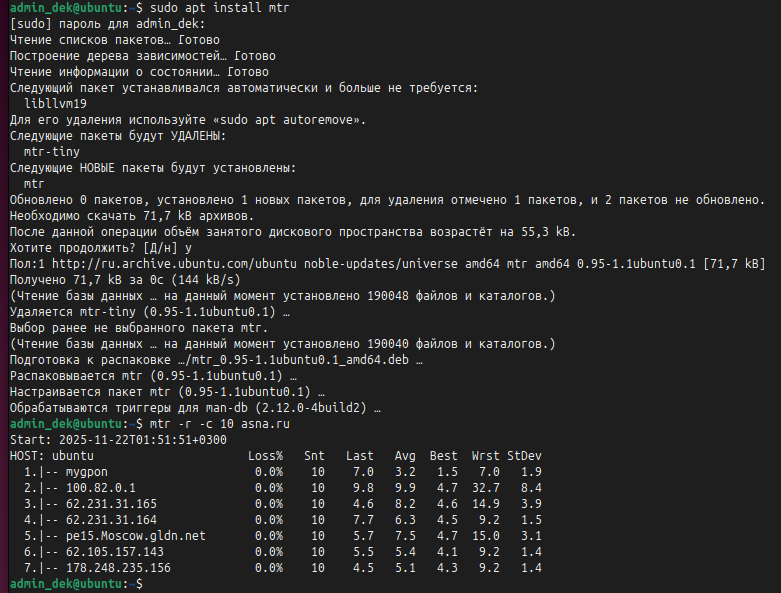 admin_dek@ubuntu:~$ sudo apt install mtr
[sudo] пароль для admin_dek:
Чтение списков пакетов… Готово
Построение дерева зависимостей… Готово
Чтение информации о состоянии… Готово
Следующий пакет устанавливался автоматически и больше не требуется:
  libllvm19
Для его удаления используйте «sudo apt autoremove».
Следующие пакеты будут УДАЛЕНЫ:
  mtr-tiny
Следующие НОВЫЕ пакеты будут установлены:
  mtr
Обновлено 0 пакетов, установлено 1 новых пакетов, для удаления отмечено 1 пакетов, и 2 пакетов не обновлено.
Необходимо скачать 71,7 kB архивов.
После данной операции объём занятого дискового пространства возрастёт на 55,3 kB.
Хотите продолжить? [Д/н] y
Пол:1 http://ru.archive.ubuntu.com/ubuntu noble-updates/universe amd64 mtr amd64 0.95-1.1ubuntu0.1 [71,7 kB]
Получено 71,7 kB за 0с (144 kB/s)
(Чтение базы данных … на данный момент установлено 190048 файлов и каталогов.)
Удаляется mtr-tiny (0.95-1.1ubuntu0.1) …
Выбор ранее не выбранного пакета mtr.
(Чтение базы данных … на данный момент установлено 190040 файлов и каталогов.)
Подготовка к распаковке …/mtr_0.95-1.1ubuntu0.1_amd64.deb …
Распаковывается mtr (0.95-1.1ubuntu0.1) …
Настраивается пакет mtr (0.95-1.1ubuntu0.1) …
Обрабатываются триггеры для man-db (2.12.0-4build2) …
admin_dek@ubuntu:~$ mtr -r -c 10 asna.ru
Start: 2025-11-22T01:51:51+0300
HOST: ubuntu                      Loss%   Snt   Last   Avg  Best  Wrst StDev
  1.|-- mygpon                     0.0%    10    7.0   3.2   1.5   7.0   1.9
  2.|-- 100.82.0.1                 0.0%    10    9.8   9.9   4.7  32.7   8.4
  3.|-- 62.231.31.165              0.0%    10    4.6   8.2   4.6  14.9   3.9
  4.|-- 62.231.31.164              0.0%    10    7.7   6.3   4.5   9.2   1.5
  5.|-- pe15.Moscow.gldn.net       0.0%    10    5.7   7.5   4.7  15.0   3.1
  6.|-- 62.105.157.143             0.0%    10    5.5   5.4   4.1   9.2   1.4
  7.|-- 178.248.235.156            0.0%    10    4.5   5.1   4.3   9.2   1.4
admin_dek@ubuntu:~$